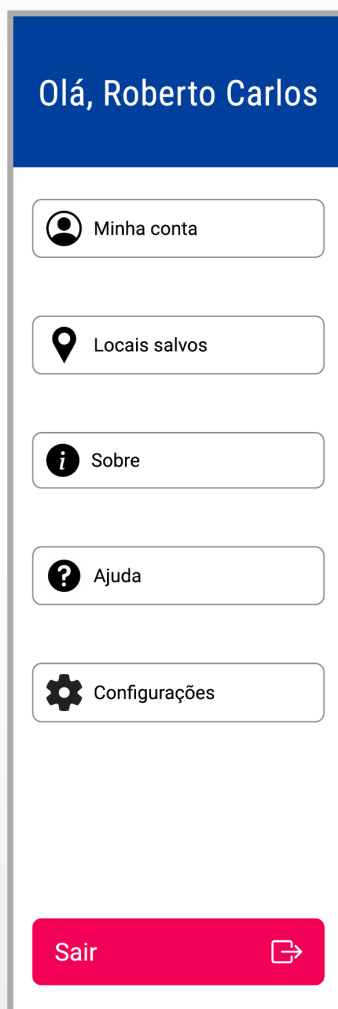 Olá, Roberto Carlos
Minha conta
Locais salvos
Sobre
Ajuda
Configurações
Sair